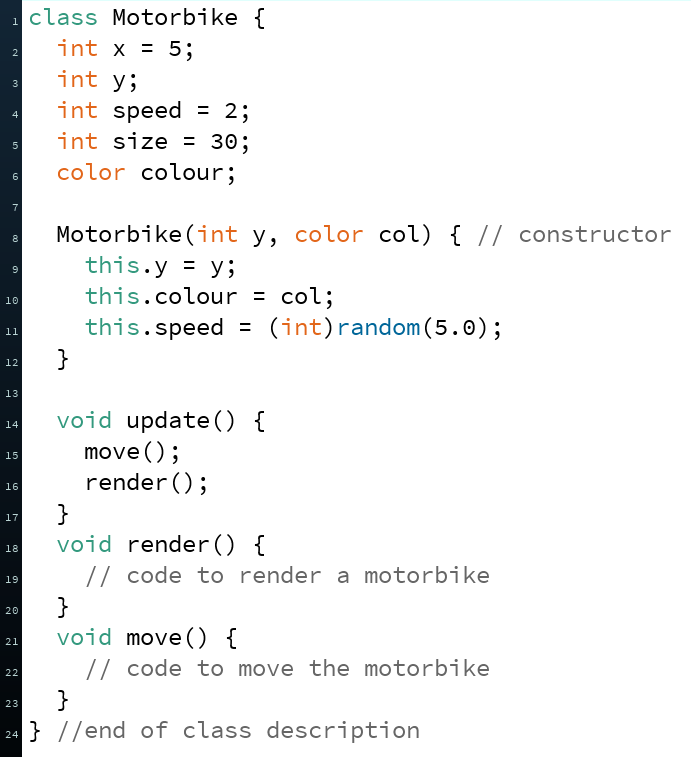 1 class Motorbike {
2   int x = 5;
3   int y;
4   int speed = 2;
5   int size = 30;
6   color colour;
7
8   Motorbike(int y, color col) { // constructor
9     this.y = y;
10     this.colour = col;
11     this.speed = (int)random(5.0);
12   }
13
14   void update() {
15     move();
16     render();
17   }
18   void render() {
19     // code to render a motorbike
20   }
21   void move() {
22     // code to move the motorbike
23   }
24 } //end of class description